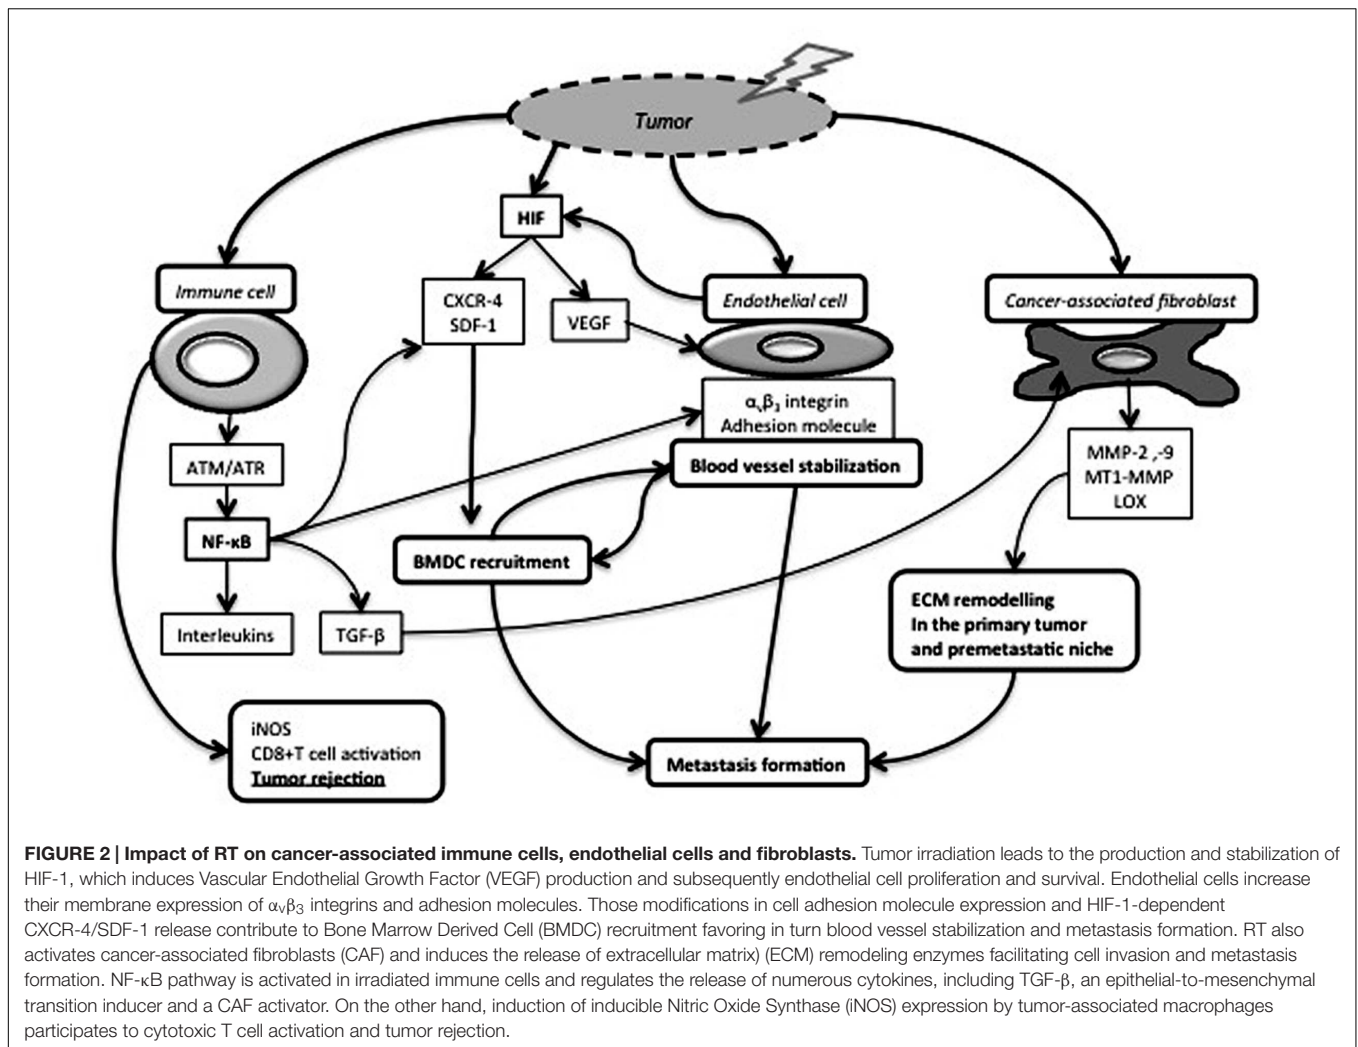 Tumor
HIF
Immune cell
CXCR-4
SDF-1
VEGF
Endothelial cell
Cancer-associated fibroblast
αvβ3 integrin
Adhesion molecule
Blood vessel stabilization
ATM/ATR
MMP-2 ,-9
MT1-MMP
LOX
NF-κB
BMDC recruitment
Interleukins
TGF-β
ECM remodelling
In the primary tumor
and premetastatic niche
iNOS
CD8+T cell activation
Tumor rejection
Metastasis formation
FIGURE 2 | Impact of RT on cancer-associated immune cells, endothelial cells and fibroblasts. Tumor irradiation leads to the production and stabilization of
HIF-1, which induces Vascular Endothelial Growth Factor (VEGF) production and subsequently endothelial cell proliferation and survival. Endothelial cells increase
their membrane expression of αvβ3 integrins and adhesion molecules. Those modifications in cell adhesion molecule expression and HIF-1-dependent
CXCR-4/SDF-1 release contribute to Bone Marrow Derived Cell (BMDC) recruitment favoring in turn blood vessel stabilization and metastasis formation. RT also
activates cancer-associated fibroblasts (CAF) and induces the release of extracellular matrix) (ECM) remodeling enzymes facilitating cell invasion and metastasis
formation. NF-κB pathway is activated in irradiated immune cells and regulates the release of numerous cytokines, including TGF-β, an epithelial-to-mesenchymal
transition inducer and a CAF activator. On the other hand, induction of inducible Nitric Oxide Synthase (iNOS) expression by tumor-associated macrophages
participates to cytotoxic T cell activation and tumor rejection.